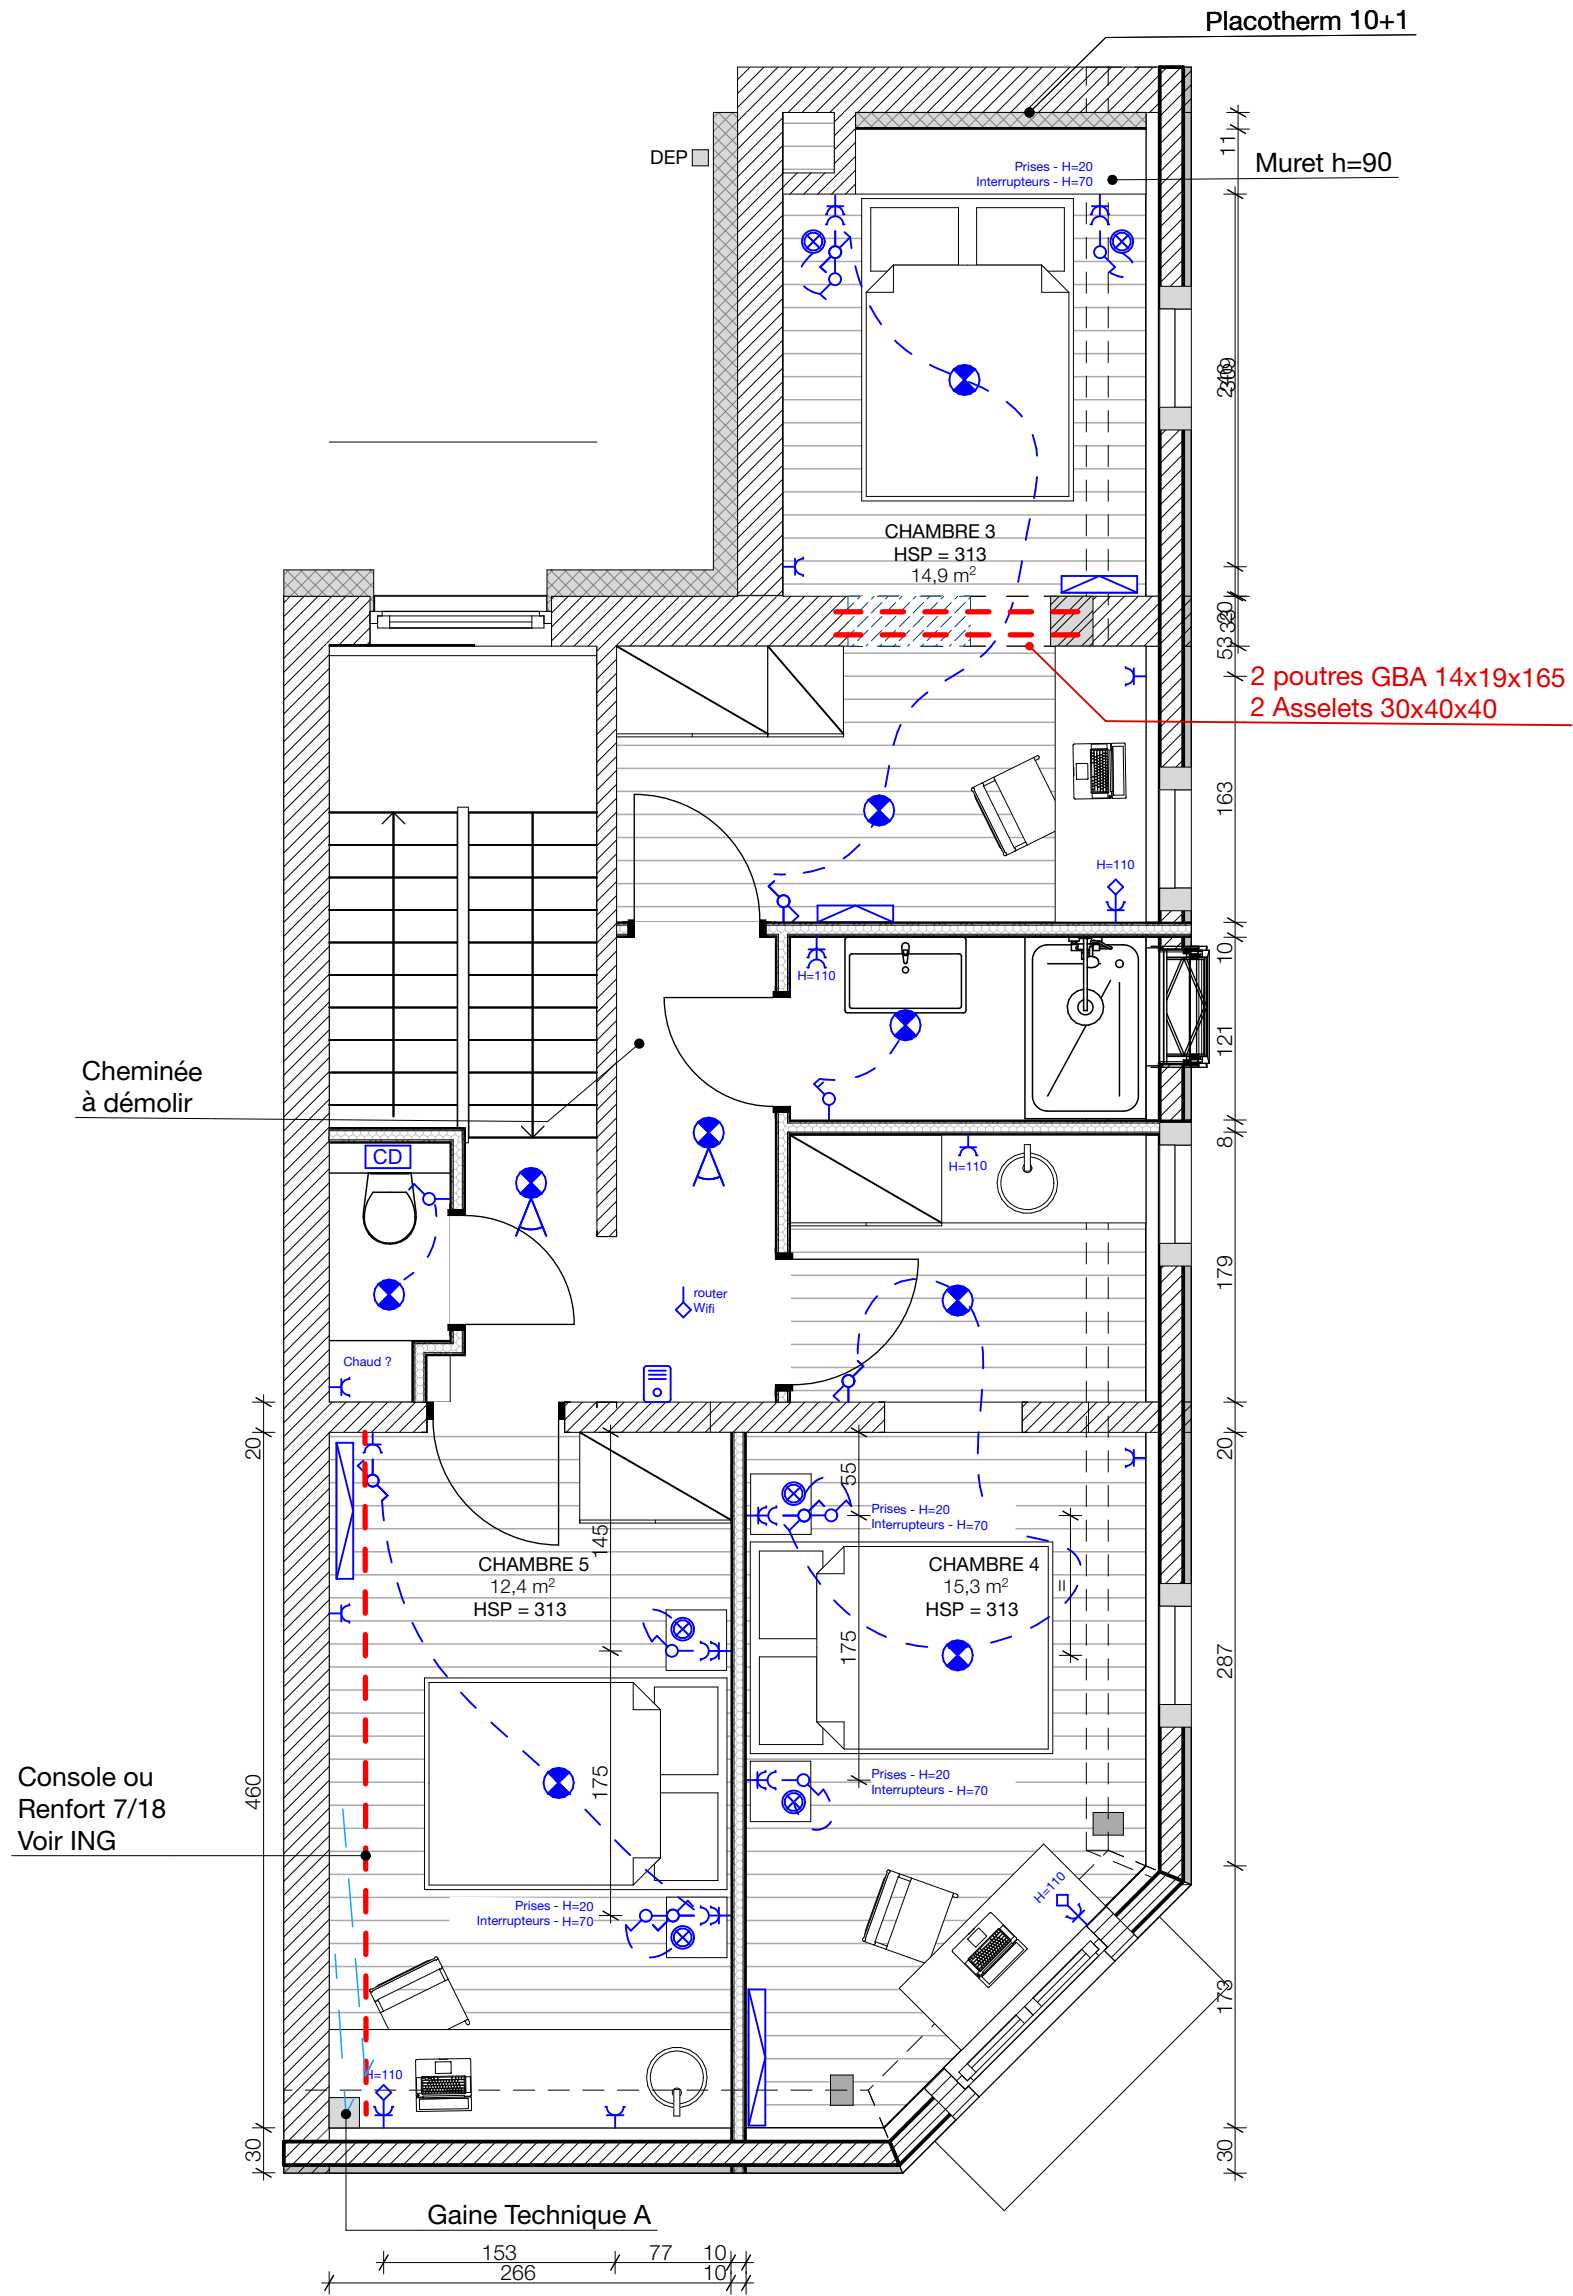 Placotherm 10+1
DEP
11
Muret h=90
Prises - H=20
Interrupteurs - H=70
CHAMBRE 3
HSP = 313
14,9 m²
2 poutres GBA 14x19x165
2 Asselets 30x40x40
163
H=110
10
H=110
121
Cheminée
à démolir
8
CD
H=110
179
router
Wifi
Chaud ?
20
20
55
Prises - H=20
Interrupteurs - H=70
145
CHAMBRE 5
12,4 m²
HSP = 313
CHAMBRE 4
15,3 m²
HSP = 313
=
175
287
175
Console ou
Renfort 7/18
Voir ING
460
Prises - H=20
Interrupteurs - H=70
Prises - H=20
Interrupteurs - H=70
H=110
173
H=110
30
30
Gaine Technique A
153
77
10
266
10